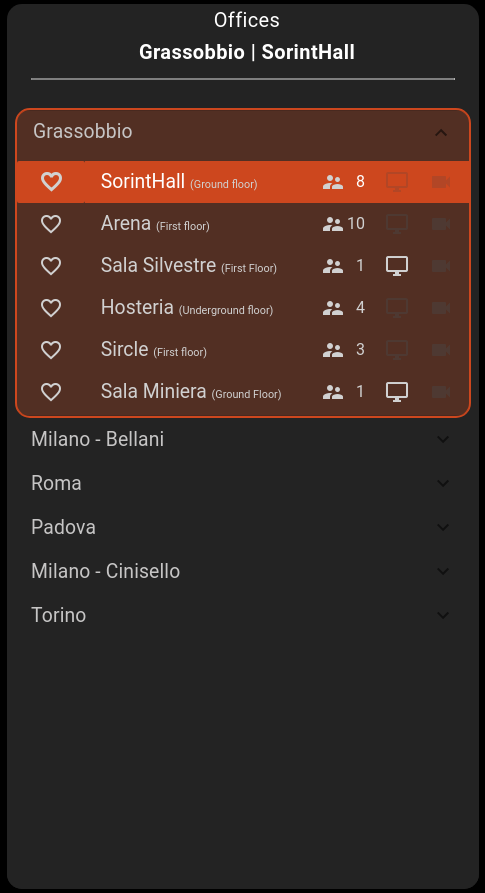 Offices
Grassobbio | SorintHall
Grassobbio
SorintHall (Ground floor) 8
Arena (First floor) 10
Sala Silvestre (First Floor) 1
Hosteria (Underground floor) 4
Sircle (First floor) 3
Sala Miniera (Ground Floor) 1
Milano - Bellani
Roma
Padova
Milano - Cinisello
Torino